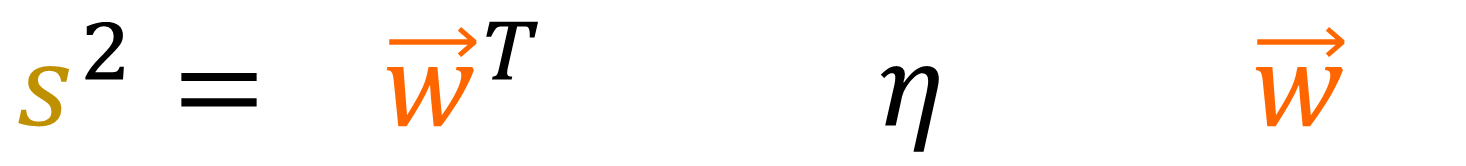 s² = w⃗ᵀ η w⃗